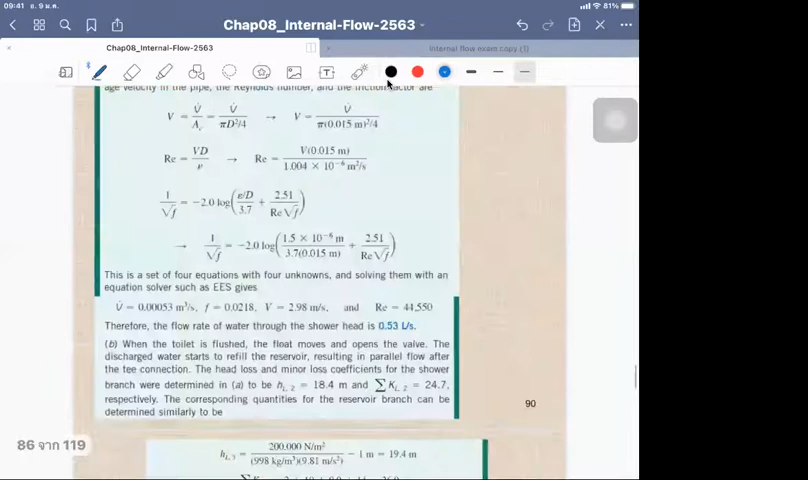 09:41 อ. 9 ม.ค.
81%
Chap08_Internal-Flow-2563
Chap08_Internal-Flow-2563
Internal flow exam copy (1)
age velocity in the pipe, the Reynolds number, and the friction factor are
V = V̇/A_c = V̇/(πD²/4) → V = V̇/(π(0.015 m)²/4)
Re = VD/ν → Re = V(0.015 m)/(1.004 × 10⁻⁶ m²/s)
1/√f = −2.0 log(ε/D/3.7 + 2.51/(Re√f))
→ 1/√f = −2.0 log(1.5 × 10⁻⁶ m/(3.7(0.015 m)) + 2.51/(Re√f))
This is a set of four equations with four unknowns, and solving them with an
equation solver such as EES gives
V̇ = 0.00053 m³/s, f = 0.0218, V = 2.98 m/s, and Re = 44,550
Therefore, the flow rate of water through the shower head is 0.53 L/s.
(b) When the toilet is flushed, the float moves and opens the valve. The
discharged water starts to refill the reservoir, resulting in parallel flow after
the tee connection. The head loss and minor loss coefficients for the shower
branch were determined in (a) to be h_L, 2 = 18.4 m and ΣK_L, 2 = 24.7,
respectively. The corresponding quantities for the reservoir branch can be
determined similarly to be
90
86 จาก 119
h_L, 3 = 200,000 N/m²/((998 kg/m³)(9.81 m/s²)) − 1 m = 19.4 m